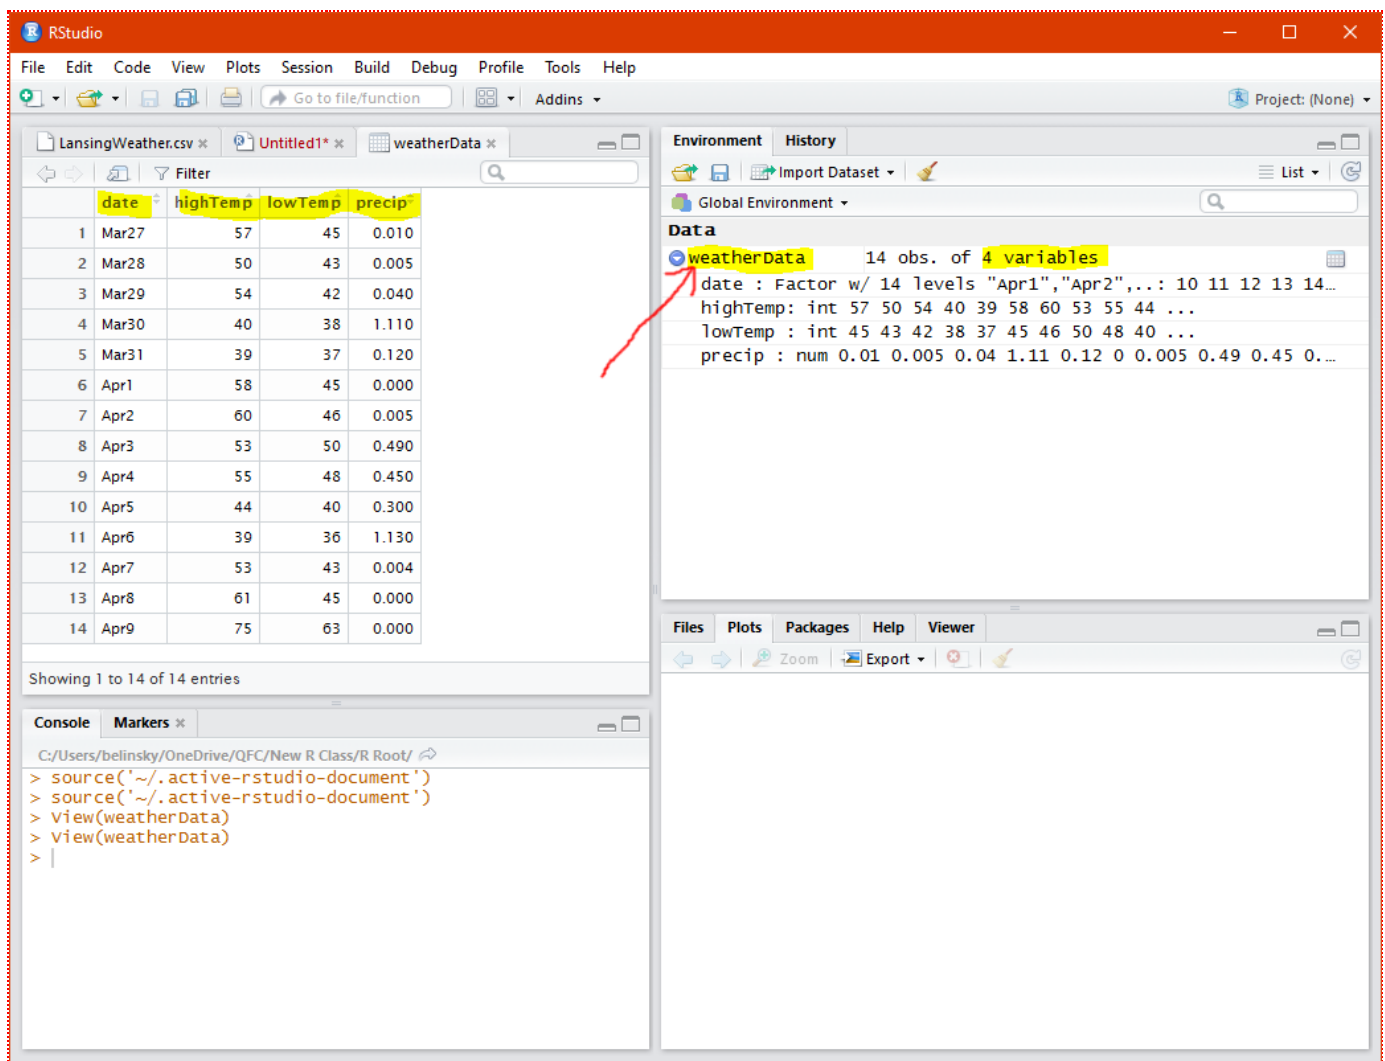 RStudio
File Edit Code View Plots Session Build Debug Profile Tools Help
Go to file/function Addins Project: (None)
LansingWeather.csv Untitled1* weatherData
Filter
date highTemp lowTemp precip
1 Mar27 57 45 0.010
2 Mar28 50 43 0.005
3 Mar29 54 42 0.040
4 Mar30 40 38 1.110
5 Mar31 39 37 0.120
6 Apr1 58 45 0.000
7 Apr2 60 46 0.005
8 Apr3 53 50 0.490
9 Apr4 55 48 0.450
10 Apr5 44 40 0.300
11 Apr6 39 36 1.130
12 Apr7 53 43 0.004
13 Apr8 61 45 0.000
14 Apr9 75 63 0.000
Showing 1 to 14 of 14 entries
Console Markers
C:/Users/belinsky/OneDrive/QFC/New R Class/R Root/
> source('~/.active-rstudio-document')
> source('~/.active-rstudio-document')
> View(weatherData)
> View(weatherData)
>
Environment History
Import Dataset List
Global Environment
Data
weatherData 14 obs. of 4 variables
date : Factor w/ 14 levels "Apr1","Apr2",..: 10 11 12 13 14…
highTemp: int 57 50 54 40 39 58 60 53 55 44 ...
lowTemp : int 45 43 42 38 37 45 46 50 48 40 ...
precip : num 0.01 0.005 0.04 1.11 0.12 0 0.005 0.49 0.45 0.…
Files Plots Packages Help Viewer
Zoom Export